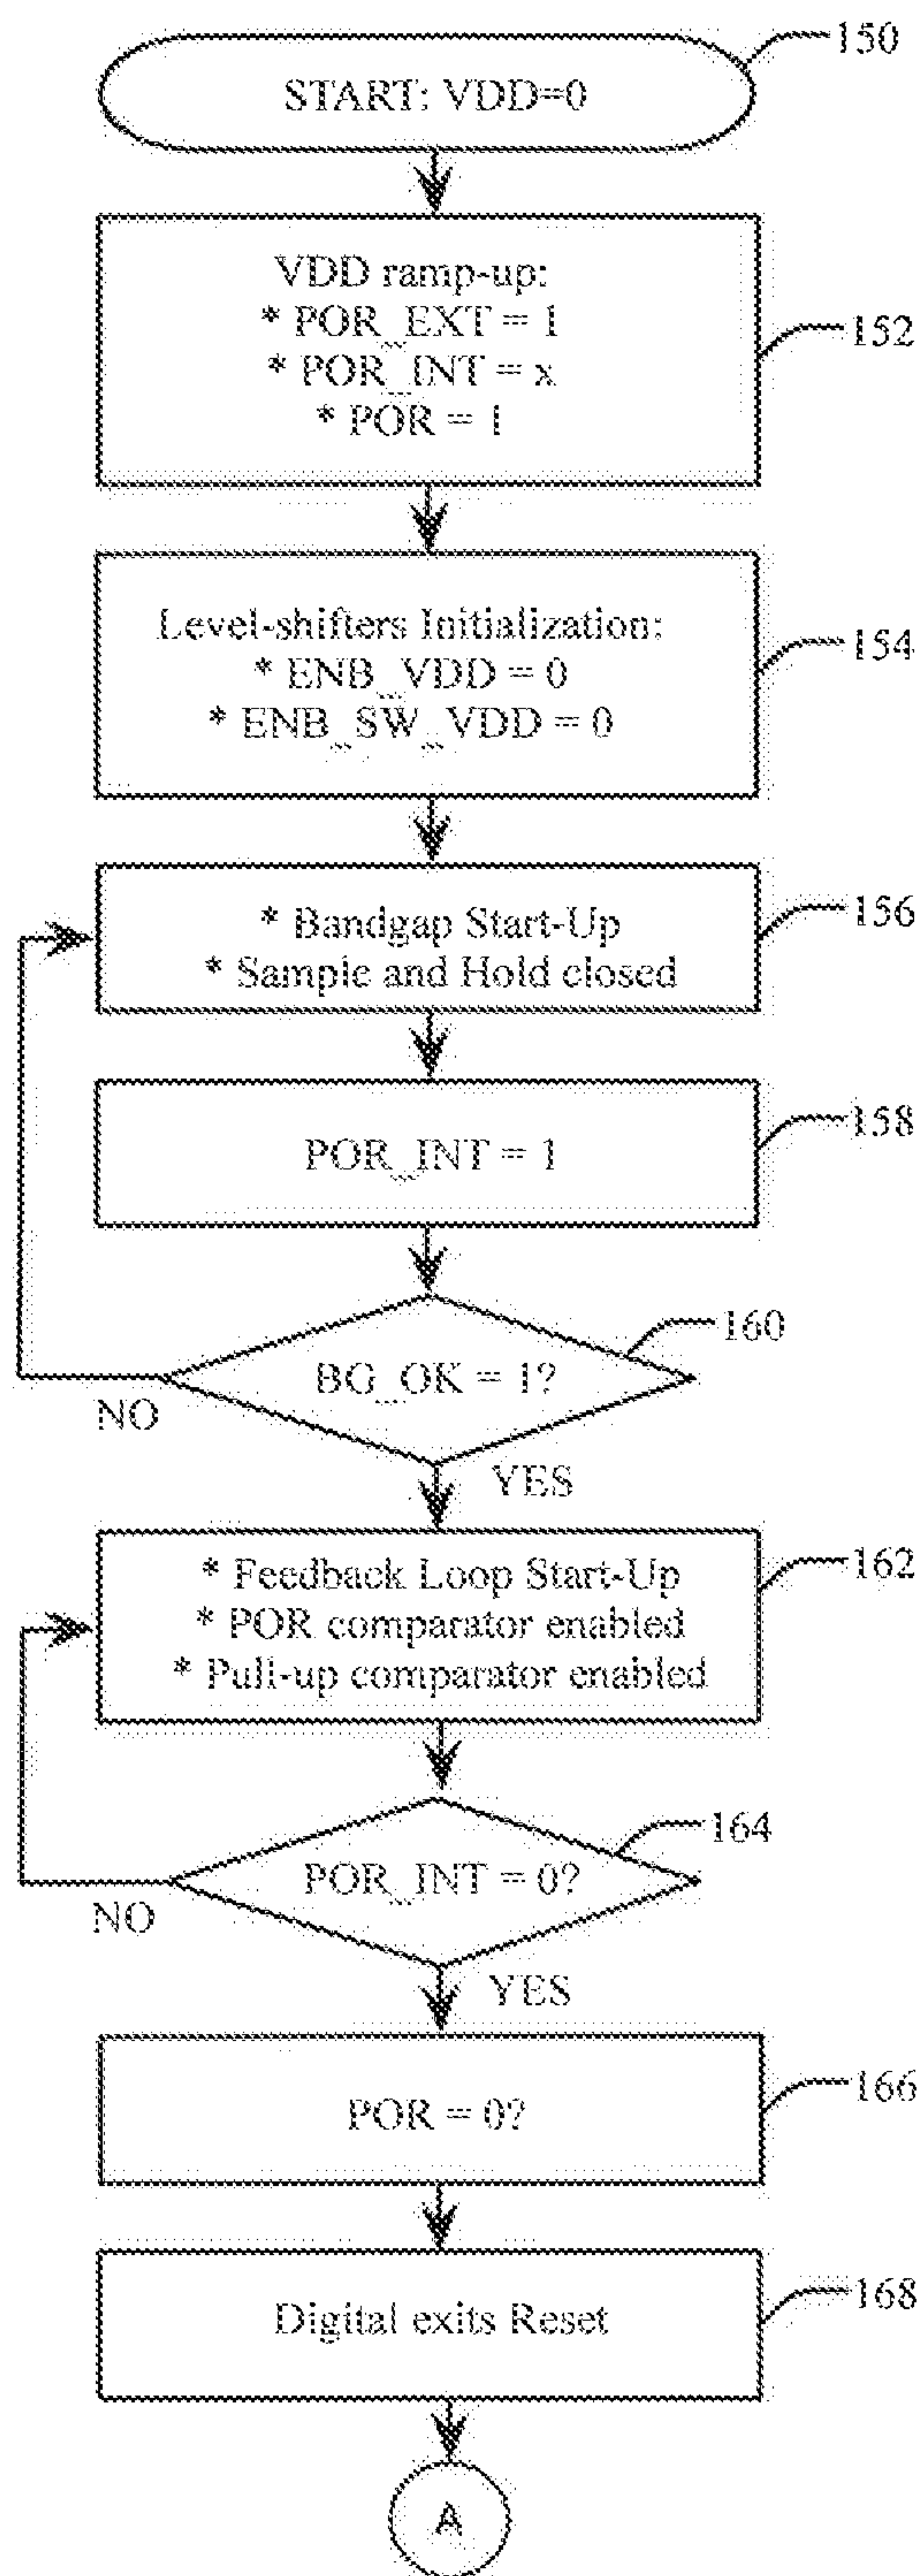 START: VDD=0
150
VDD ramp-up:
* POR_EXT = 1
* POR_INT = x
* POR = 1
152
Level-shifters Initialization:
* ENB_VDD = 0
* ENB_SW_VDD = 0
154
* Bandgap Start-Up
* Sample and Hold closed
156
POR_INT = 1
158
BG_OK = 1?
160
NO
YES
* Feedback Loop Start-Up
* POR comparator enabled
* Pull-up comparator enabled
162
POR_INT = 0?
164
NO
YES
POR = 0?
166
Digital exits Reset
168
A